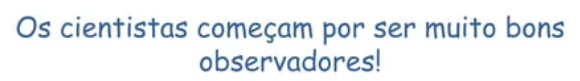 Os cientistas começam por ser muito bons
observadores!